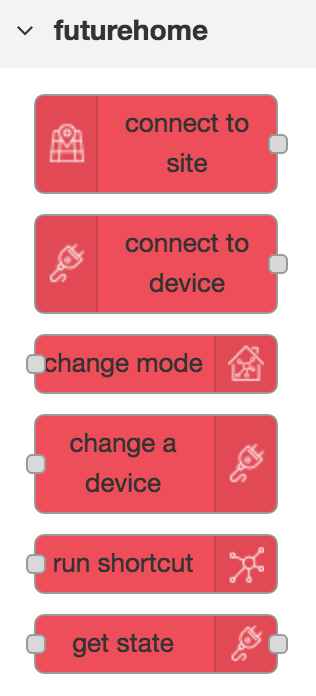 futurehome
connect to
site
connect to
device
change mode
change a
device
run shortcut
get state